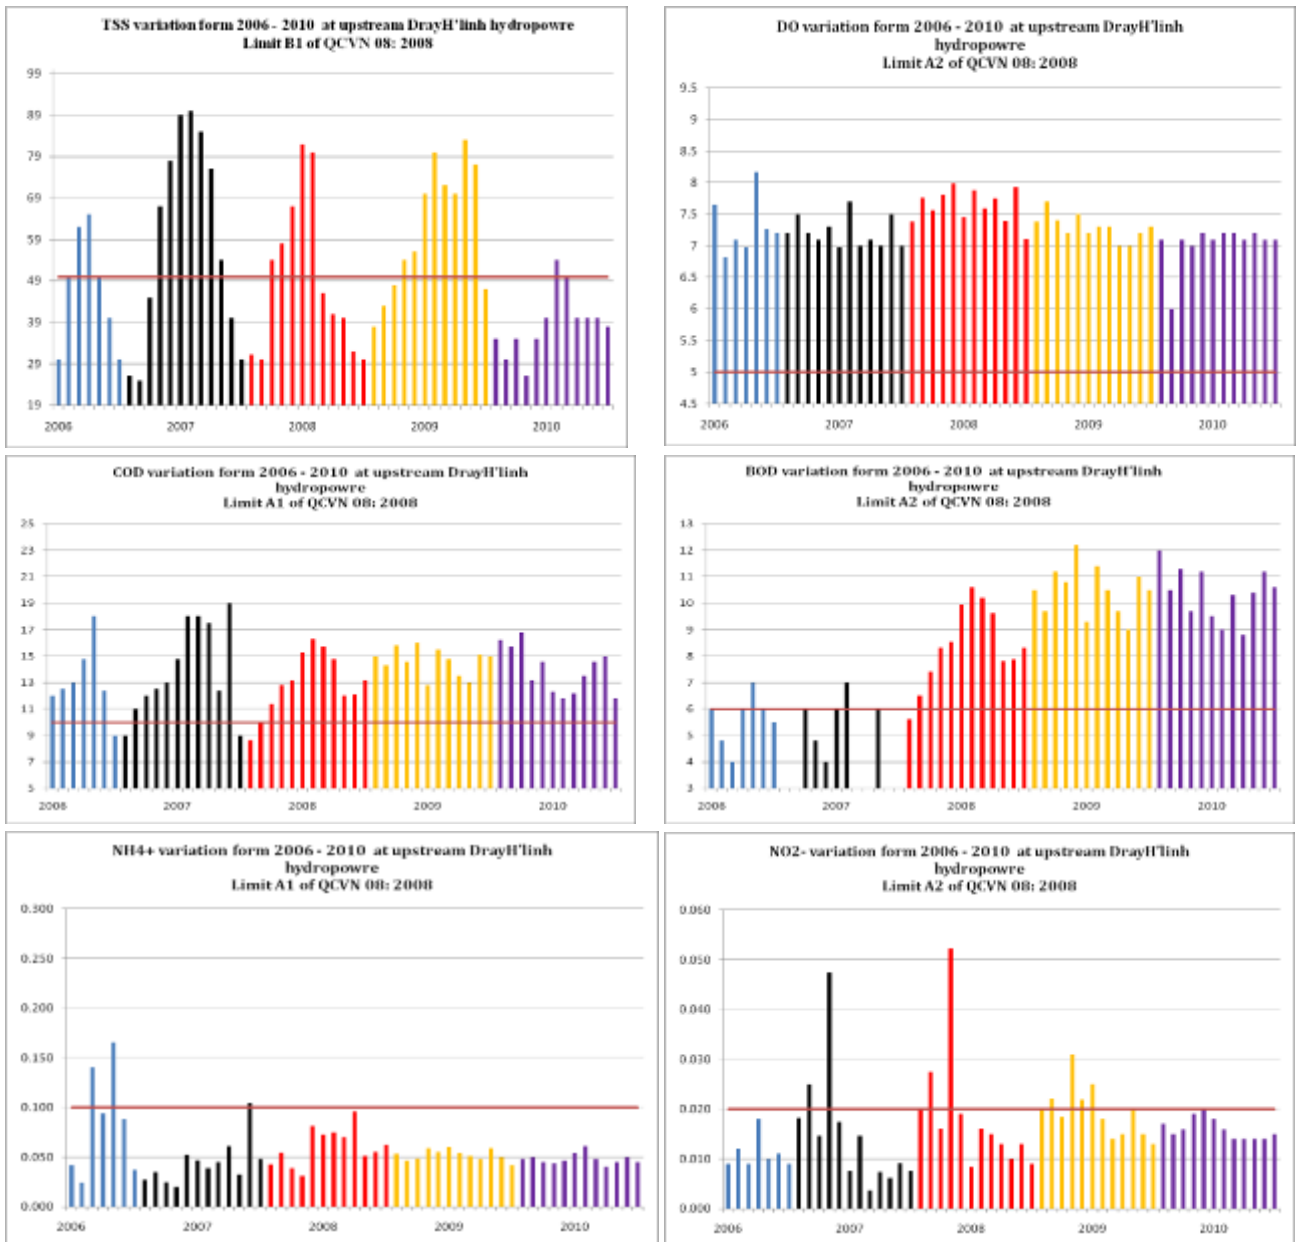 TSS variation form 2006 - 2010 at upstream DrayH'linh hydropowre
Limit B1 of QCVN 08: 2008
99
89
79
69
59
49
39
29
19
2006 2007 2008 2009 2010
DO variation form 2006 - 2010 at upstream DrayH'linh
hydropowre
Limit A2 of QCVN 08: 2008
9.5
9
8.5
8
7.5
7
6.5
6
5.5
5
4.5
2006 2007 2008 2009 2010
COD variation form 2006 - 2010 at upstream DrayH'linh
hydropowre
Limit A1 of QCVN 08: 2008
25
23
21
19
17
15
13
11
9
7
5
2006 2007 2008 2009 2010
BOD variation form 2006 - 2010 at upstream DrayH'linh
hydropowre
Limit A2 of QCVN 08: 2008
13
12
11
10
9
8
7
6
5
4
3
2006 2007 2008 2009 2010
NH4+ variation form 2006 - 2010 at upstream DrayH'linh
hydropowre
Limit A1 of QCVN 08: 2008
0.300
0.250
0.200
0.150
0.100
0.050
0.000
2006 2007 2008 2009 2010
NO2- variation form 2006 - 2010 at upstream DrayH'linh
hydropowre
Limit A2 of QCVN 08: 2008
0.060
0.050
0.040
0.030
0.020
0.010
0.000
2006 2007 2008 2009 2010